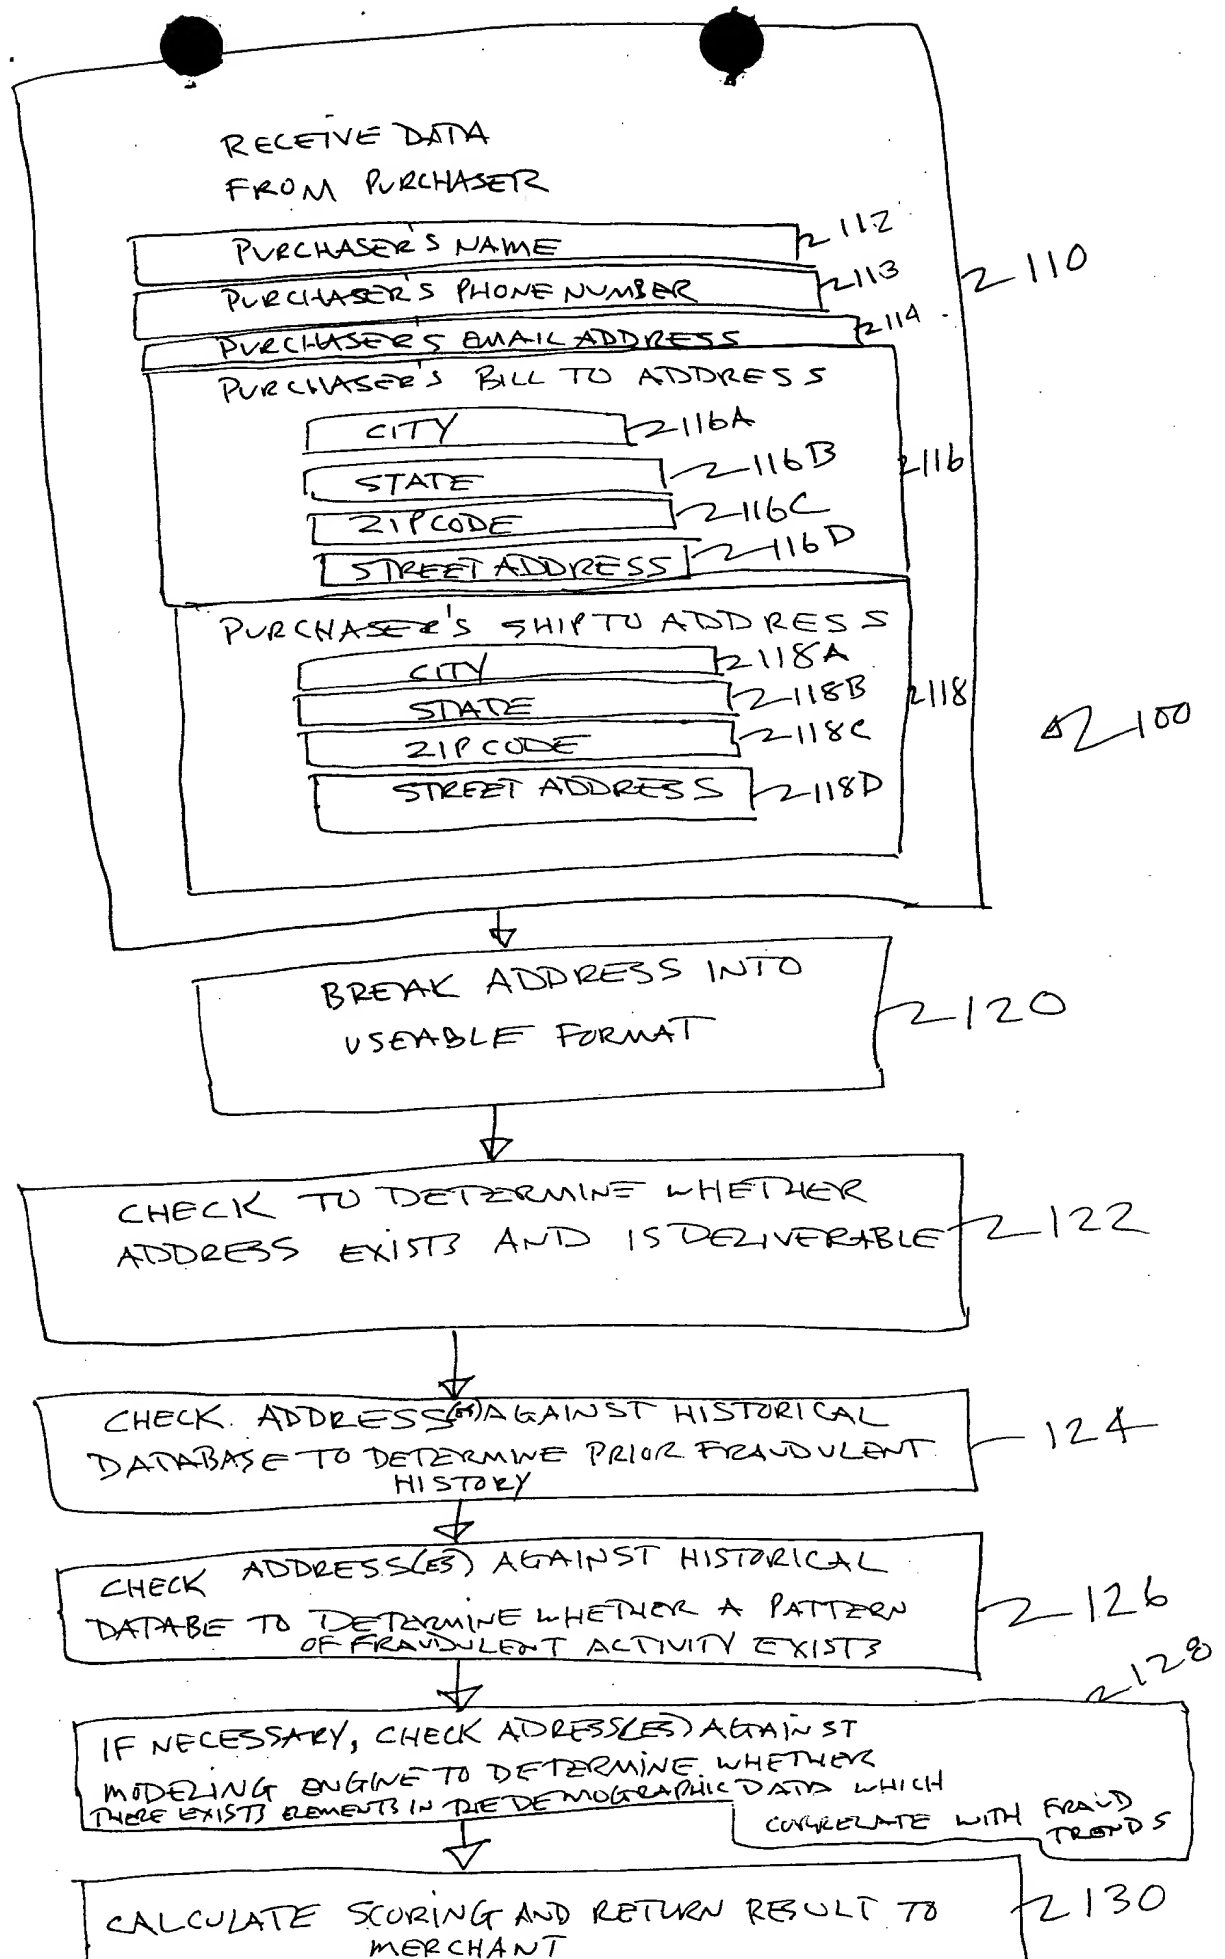 RECEIVE DATA
FROM PURCHASER
PURCHASER'S NAME 112
PURCHASER'S PHONE NUMBER 113
110
PURCHASER'S EMAIL ADDRESS 114
PURCHASER'S BILL TO ADDRESS
CITY 116A
STATE 116B
116
ZIPCODE 116C
STREET ADDRESS 116D
PURCHASER'S SHIP TO ADDRESS
CITY 118A
STATE 118B
118
100
ZIP CODE 118C
STREET ADDRESS 118D
BREAK ADDRESS INTO
USEABLE FORMAT
120
CHECK TO DETERMINE WHETHER
ADDRESS EXISTS AND IS DELIVERABLE
122
CHECK ADDRESS(ES) AGAINST HISTORICAL
DATABASE TO DETERMINE PRIOR FRAUDULENT
HISTORY
124
CHECK ADDRESS(ES) AGAINST HISTORICAL
DATABE TO DETERMINE WHETHER A PATTERN
OF FRAUDULENT ACTIVITY EXISTS
126
128
IF NECESSARY, CHECK ADRESS(ES) AGAINST
MODELING ENGINE TO DETERMINE WHETHER
THERE EXISTS ELEMENTS IN THE DEMOGRAPHIC DATA WHICH
CORRELATE WITH FRAUD
TRENDS
CALCULATE SCORING AND RETURN RESULT TO
MERCHANT
130